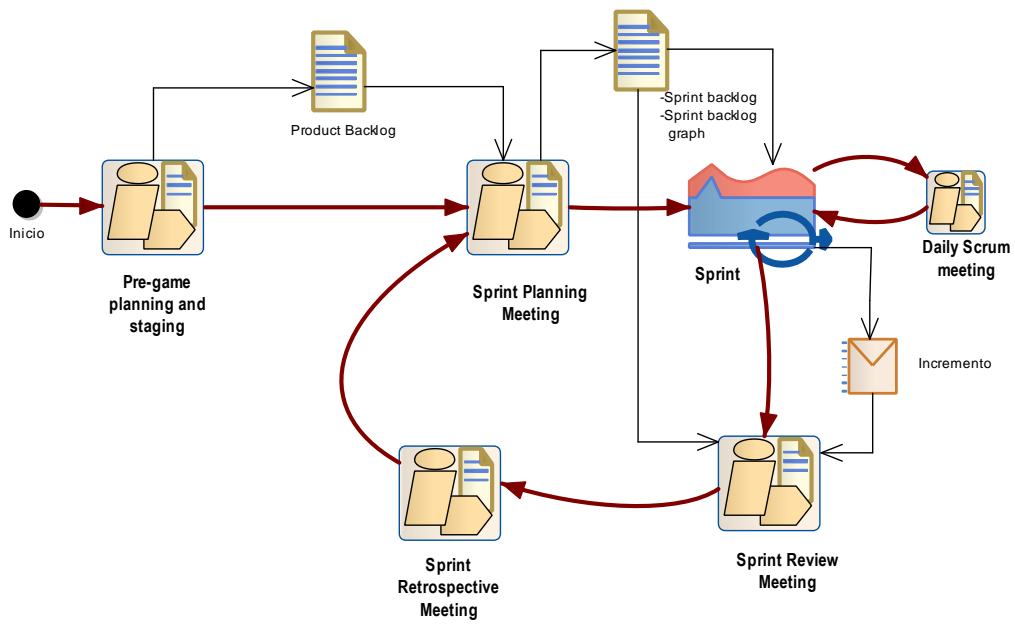 Inicio
Pre-game
planning and
staging
Product Backlog
Sprint Planning
Meeting
-Sprint backlog
-Sprint backlog
graph
Sprint
Daily Scrum
meeting
Incremento
Sprint Review
Meeting
Sprint
Retrospective
Meeting